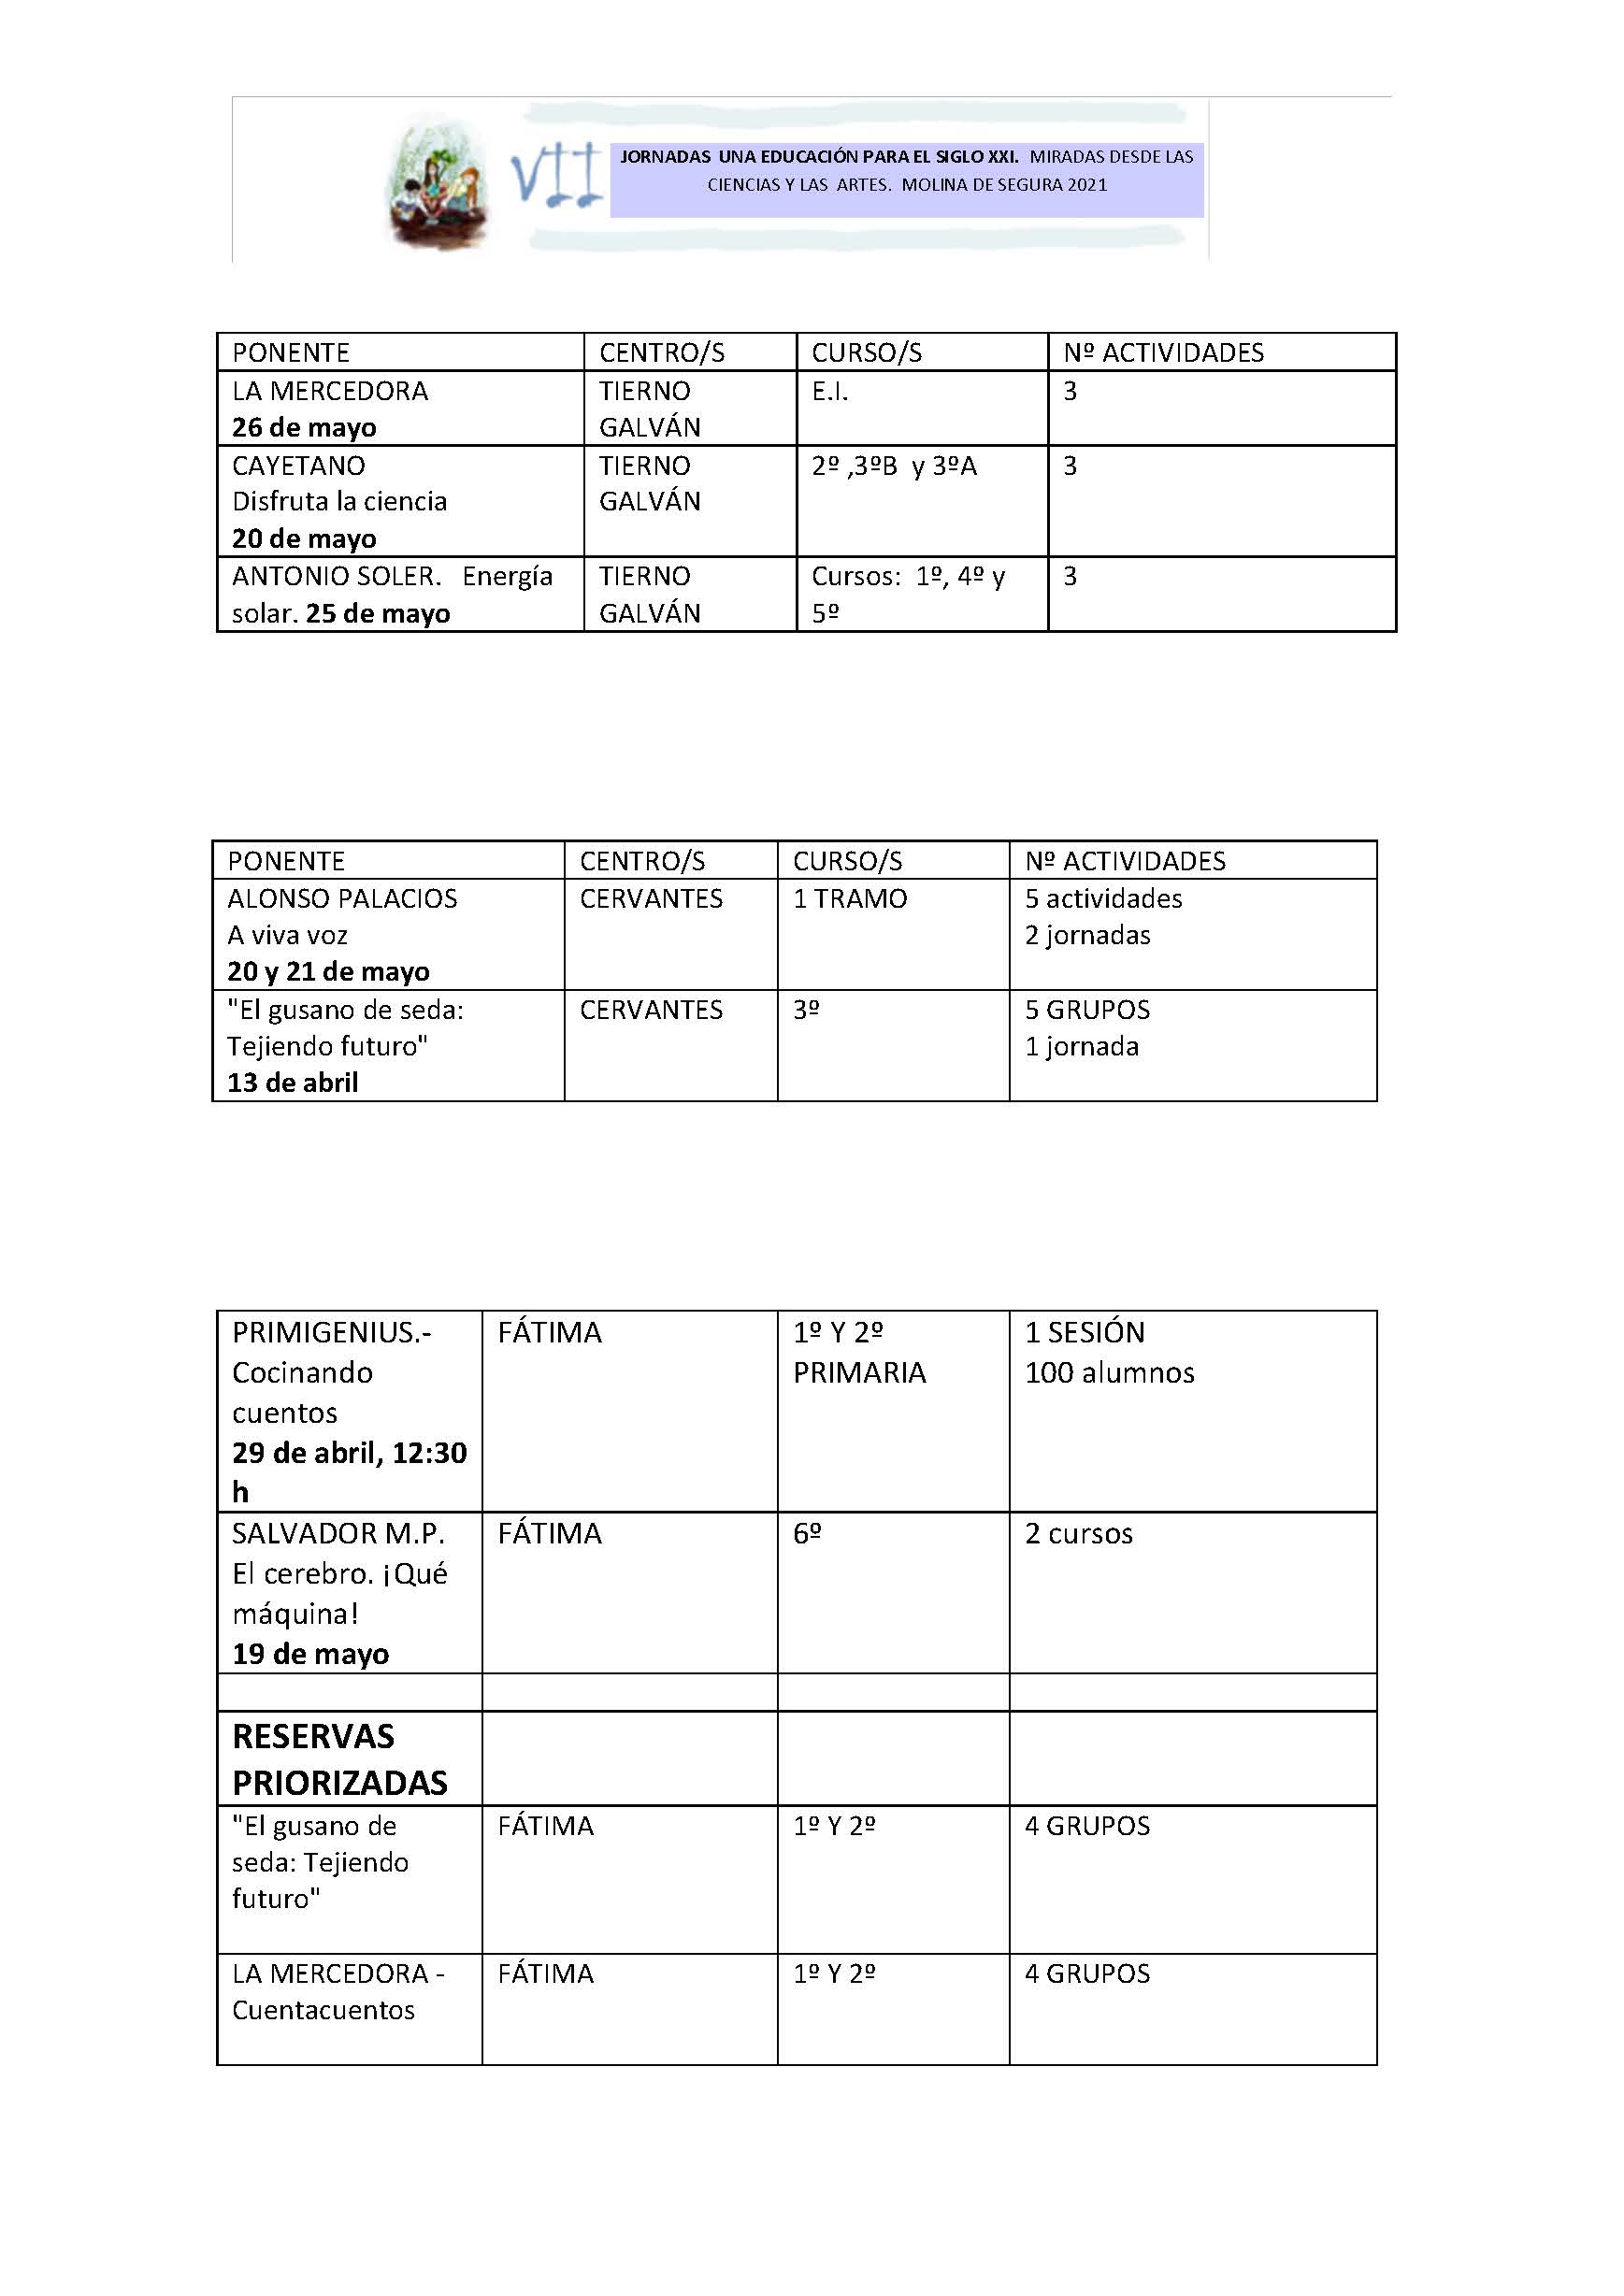 VII
JORNADAS UNA EDUCACIÓN PARA EL SIGLO XXI. MIRADAS DESDE LAS
CIENCIAS Y LAS ARTES. MOLINA DE SEGURA 2021
PONENTE CENTRO/S CURSO/S Nº ACTIVIDADES
LA MERCEDORA TIERNO E.I. 3
26 de mayo GALVÁN
CAYETANO TIERNO 2º ,3ºB y 3ºA 3
Disfruta la ciencia GALVÁN
20 de mayo
ANTONIO SOLER. Energía TIERNO Cursos: 1º, 4º y 3
solar. 25 de mayo GALVÁN 5º
PONENTE CENTRO/S CURSO/S Nº ACTIVIDADES
ALONSO PALACIOS CERVANTES 1 TRAMO 5 actividades
A viva voz 2 jornadas
20 y 21 de mayo
"El gusano de seda: CERVANTES 3º 5 GRUPOS
Tejiendo futuro" 1 jornada
13 de abril
PRIMIGENIUS.- FÁTIMA 1º Y 2º 1 SESIÓN
Cocinando PRIMARIA 100 alumnos
cuentos
29 de abril, 12:30
h
SALVADOR M.P. FÁTIMA 6º 2 cursos
El cerebro. ¡Qué
máquina!
19 de mayo
RESERVAS
PRIORIZADAS
"El gusano de FÁTIMA 1º Y 2º 4 GRUPOS
seda: Tejiendo
futuro"
LA MERCEDORA - FÁTIMA 1º Y 2º 4 GRUPOS
Cuentacuentos